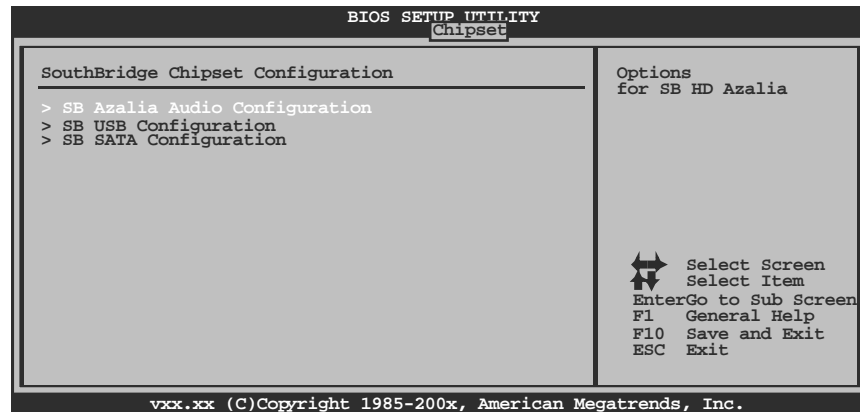 BIOS SETUP UTILITY
Chipset
SouthBridge Chipset Configuration
> SB Azalia Audio Configuration
> SB USB Configuration
> SB SATA Configuration
Options
for SB HD Azalia
Select Screen
Select Item
EnterGo to Sub Screen
F1 General Help
F10 Save and Exit
ESC Exit
vxx.xx (C)Copyright 1985-200x, American Megatrends, Inc.